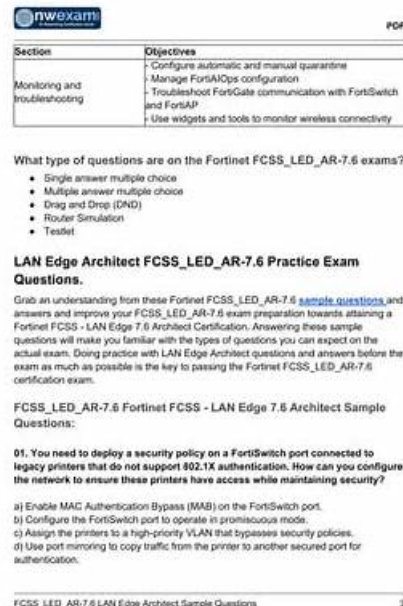 nwexam
PDF
Section Objectives
Monitoring and troubleshooting
- Configure automatic and manual quarantine
- Manage FortiAIOps configuration
- Troubleshoot FortiGate communication with FortiSwitch
and FortiAP
- Use widgets and tools to monitor wireless connectivity
What type of questions are on the Fortinet FCSS_LED_AR-7.6 exams?
● Single answer multiple choice
● Multiple answer multiple choice
● Drag and Drop (DND)
● Router Simulation
● Testlet
LAN Edge Architect FCSS_LED_AR-7.6 Practice Exam
Questions.
Grab an understanding from these Fortinet FCSS_LED_AR-7.6 sample questions and
answers and improve your FCSS_LED_AR-7.6 exam preparation towards attaining a
Fortinet FCSS - LAN Edge 7.6 Architect Certification. Answering these sample
questions will make you familiar with the types of questions you can expect on the
actual exam. Doing practice with LAN Edge Architect questions and answers before the
exam as much as possible is the key to passing the Fortinet FCSS_LED_AR-7.6
certification exam.
FCSS_LED_AR-7.6 Fortinet FCSS - LAN Edge 7.6 Architect Sample
Questions:
01. You need to deploy a security policy on a FortiSwitch port connected to
legacy printers that do not support 802.1X authentication. How can you configure
the network to ensure these printers have access while maintaining security?
a) Enable MAC Authentication Bypass (MAB) on the FortiSwitch port.
b) Configure the FortiSwitch port to operate in promiscuous mode.
c) Assign the printers to a high-priority VLAN that bypasses security policies.
d) Use port mirroring to copy traffic from the printer to another secured port for
authentication.
FCSS_LED_AR-7.6 LAN Edge Architect Sample Questions